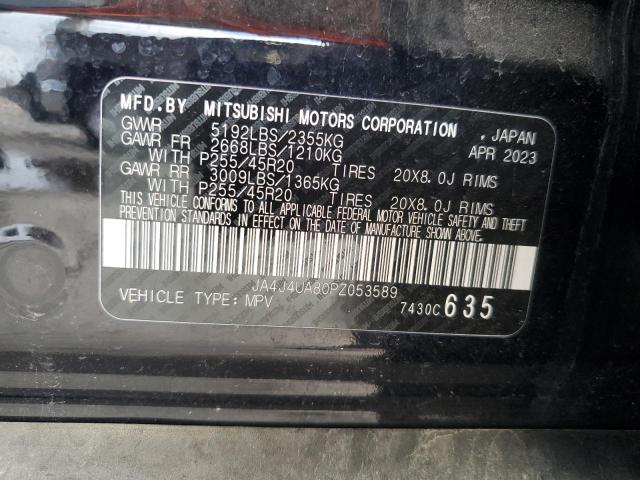 MFD.BY MITSUBISHI MOTORS CORPORATION . JAPAN
GVWR 5192LBS/2355KG APR 2023
GAWR FR 2668LBS/1210KG
WITH P255/45R20 TIRES 20X8.0J RIMS
GAWR RR 3009LBS/1365KG
WITH P255/45R20 TIRES 20X8.0J RIMS
THIS VEHICLE CONFORMS TO ALL APPLICABLE FEDERAL MOTOR VEHICLE SAFETY AND THEFT
PREVENTION STANDARDS IN EFFECT ON THE DATE OF MANUFACTURE SHOWN ABOVE.
JA4J4UA80PZ053589
VEHICLE TYPE: MPV 7430C 635